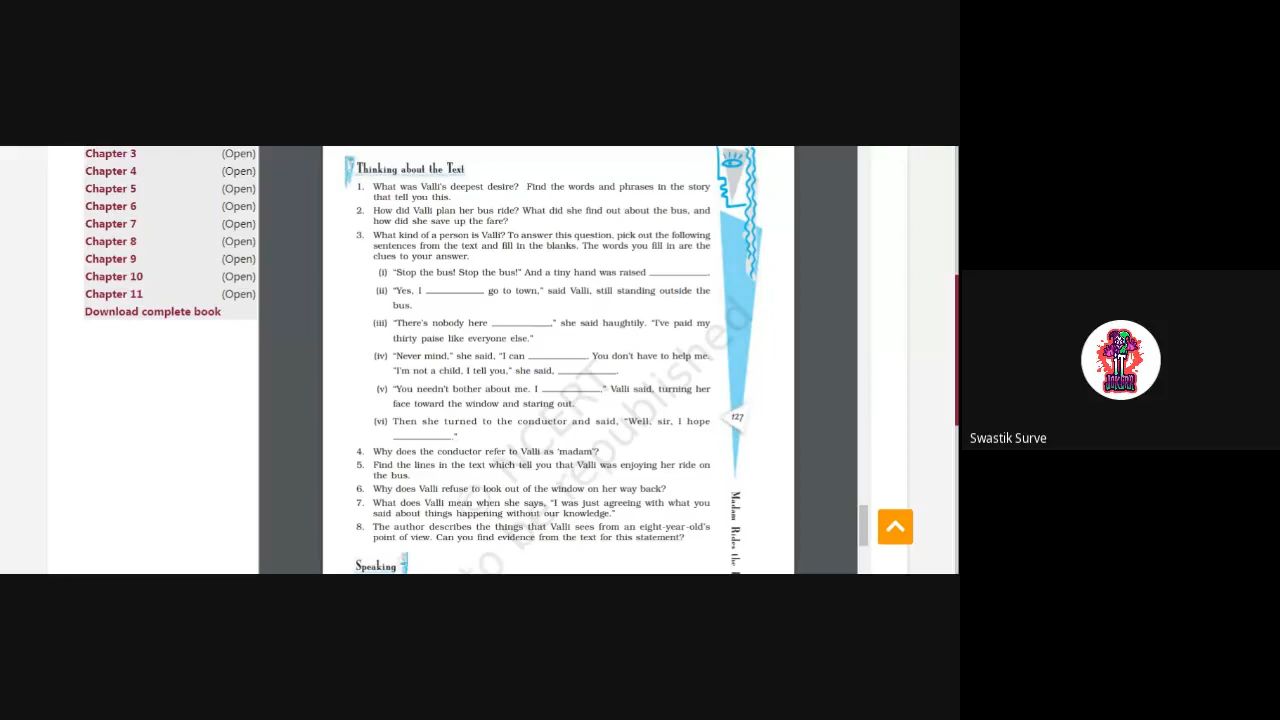 Chapter 3 (Open)
Chapter 4 (Open)
Chapter 5 (Open)
Chapter 6 (Open)
Chapter 7 (Open)
Chapter 8 (Open)
Chapter 9 (Open)
Chapter 10 (Open)
Chapter 11 (Open)
Download complete book
Thinking about the Text
1. What was Valli's deepest desire? Find the words and phrases in the story
that tell you this.
2. How did Valli plan her bus ride? What did she find out about the bus, and
how did she save up the fare?
3. What kind of a person is Valli? To answer this question, pick out the following
sentences from the text and fill in the blanks. The words you fill in are the
clues to your answer.
(i) “Stop the bus! Stop the bus!” And a tiny hand was raised ___________.
(ii) “Yes, I ___________ go to town,” said Valli, still standing outside the
bus.
(iii) “There's nobody here ___________,” she said haughtily. “I've paid my
thirty paise like everyone else.”
(iv) “Never mind,” she said, “I can ___________. You don't have to help me.
“I'm not a child, I tell you,” she said, ___________.
(v) “You needn't bother about me. I ___________,” Valli said, turning her
face toward the window and staring out.
(vi) Then she turned to the conductor and said, “Well, sir, I hope
___________.”
4. Why does the conductor refer to Valli as ‘madam’?
5. Find the lines in the text which tell you that Valli was enjoying her ride on
the bus.
6. Why does Valli refuse to look out of the window on her way back?
7. What does Valli mean when she says, “I was just agreeing with what you
said about things happening without our knowledge.”
8. The author describes the things that Valli sees from an eight-year-old's
point of view. Can you find evidence from the text for this statement?
Speaking
127
Madam Rides the
NCERT
to be republished
JOKER
Swastik Surve